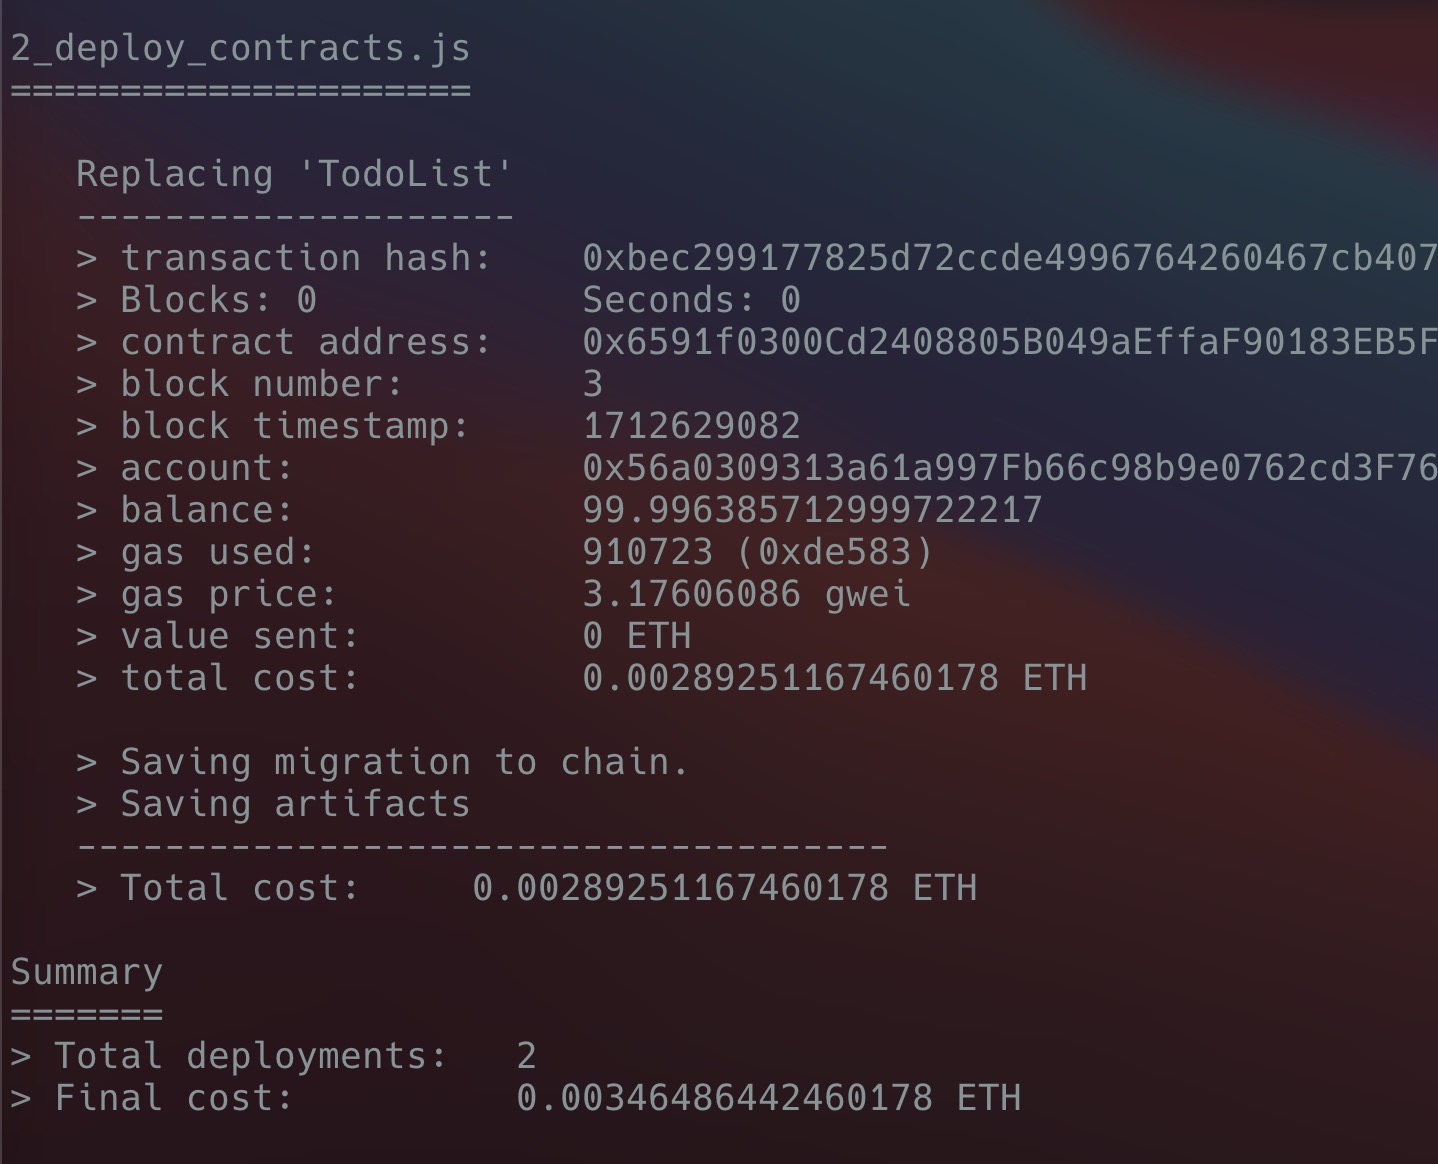 2_deploy_contracts.js
=====================
Replacing 'TodoList'
--------------------
> transaction hash:    0xbec299177825d72ccde4996764260467cb407
> Blocks: 0            Seconds: 0
> contract address:    0x6591f0300Cd2408805B049aEffaF90183EB5F
> block number:        3
> block timestamp:     1712629082
> account:             0x56a0309313a61a997Fb66c98b9e0762cd3F76
> balance:             99.996385712999722217
> gas used:            910723 (0xde583)
> gas price:           3.17606086 gwei
> value sent:          0 ETH
> total cost:          0.00289251167460178 ETH
> Saving migration to chain.
> Saving artifacts
-------------------------------------
> Total cost:     0.00289251167460178 ETH
Summary
=======
> Total deployments:   2
> Final cost:          0.00346486442460178 ETH